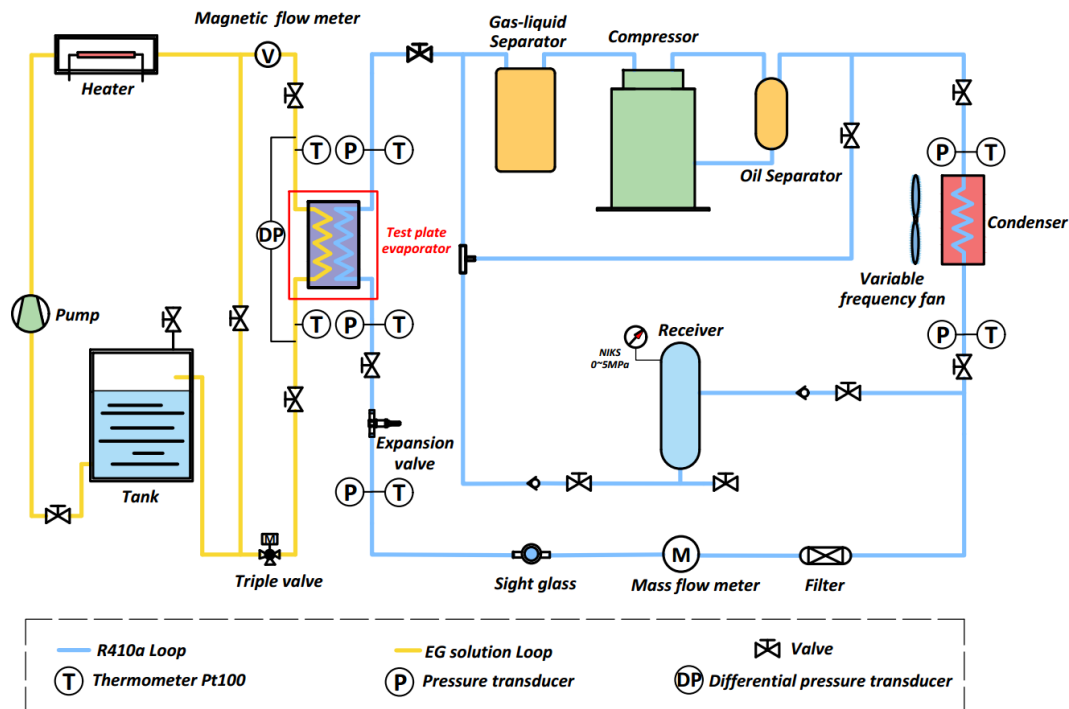 Magnetic flow meter
Gas-liquid
Separator
Compressor
V
Heater
T
P
T
Oil Separator
P
T
DP
Test plate
evaporator
Condenser
Variable
frequency fan
Pump
T
P
T
NIKS
0~5MPa
Receiver
P
T
Expansion
valve
Tank
P
T
M
Triple valve
Sight glass
M
Mass flow meter
Filter
R410a Loop
EG solution Loop
Valve
T
Thermometer Pt100
P
Pressure transducer
DP
Differential pressure transducer